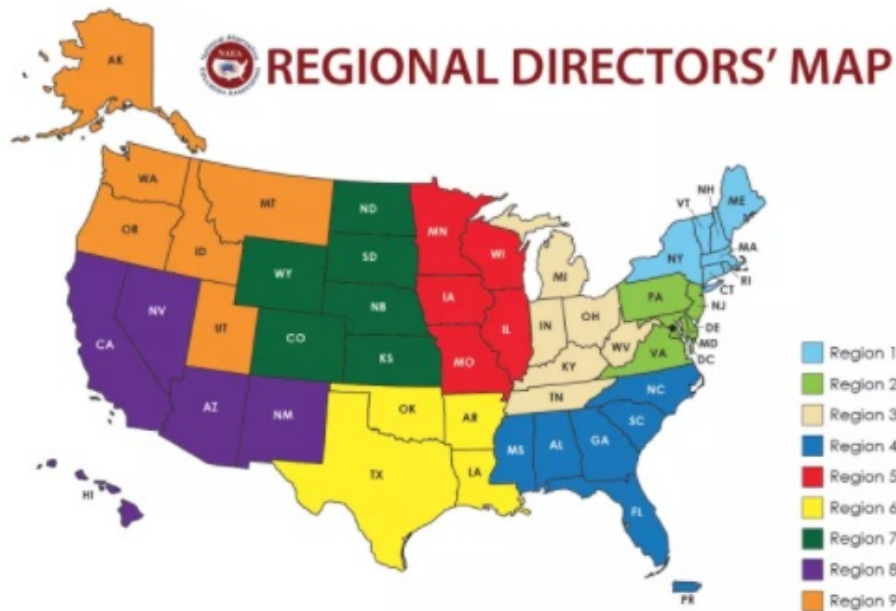 AK
NAEA
REGIONAL DIRECTORS' MAP
WA
MT
ND
MN
OR
ID
WY
SD
WI
MI
NY
VT
NH
ME
MA
RI
CT
NV
UT
CO
NB
IA
IL
IN
OH
PA
NJ
DE
MD
DC
CA
KS
MO
KY
WV
VA
AZ
NM
OK
AR
TN
NC
SC
TX
LA
MS
AL
GA
FL
HI
PR
Region 1
Region 2
Region 3
Region 4
Region 5
Region 6
Region 7
Region 8
Region 9